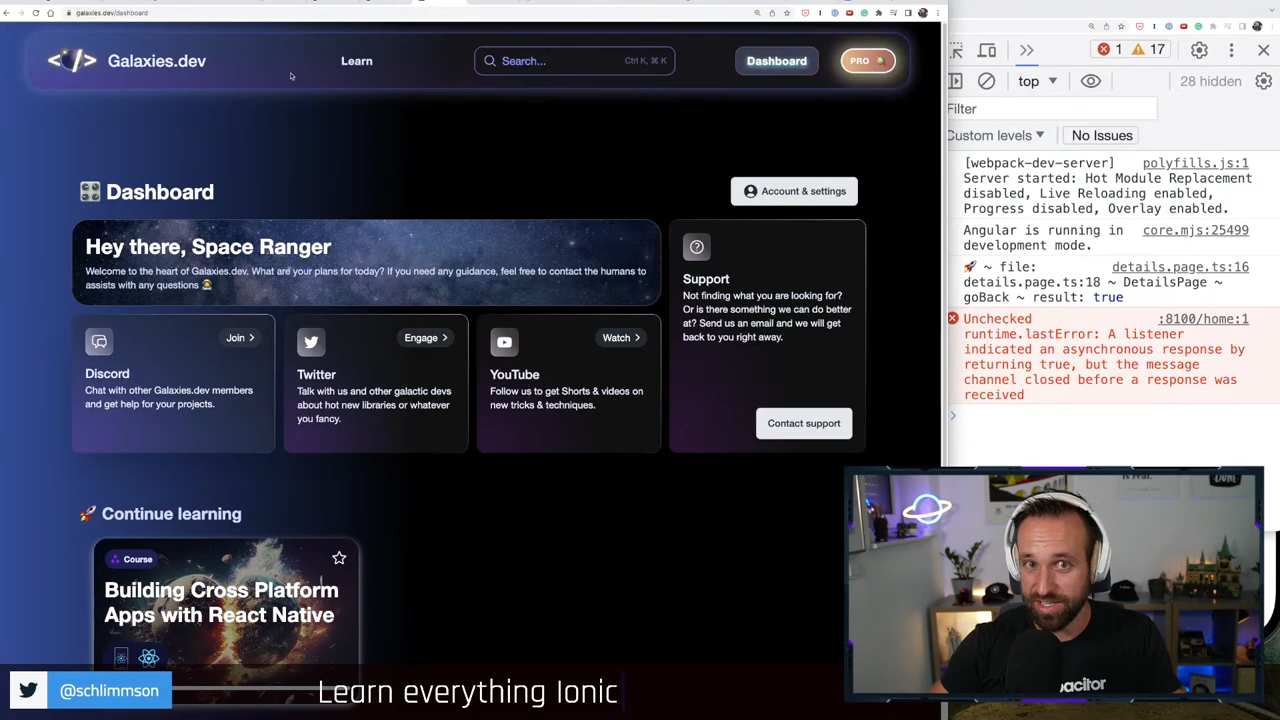 galaxies.dev/dashboard
Galaxies.dev
Learn
Search...
Ctrl K, ⌘ K
Dashboard
PRO
Dashboard
Account & settings
Hey there, Space Ranger
Welcome to the heart of Galaxies.dev. What are your plans for today? If you need any guidance, feel free to contact the humans to
assists with any questions
Support
Not finding what you are looking for?
Or is there something we can do better
at? Send us an email and we will get
back to you right away.
Contact support
Join >
Discord
Chat with other Galaxies.dev members
and get help for your projects.
Engage >
Twitter
Talk with us and other galactic devs
about hot new libraries or whatever
you fancy.
Watch >
YouTube
Follow us to get Shorts & videos on
new tricks & techniques.
Continue learning
Course
Building Cross Platform
Apps with React Native
@schlimmson
Learn everything Ionic
1
17
top
28 hidden
Filter
Custom levels
No Issues
[webpack-dev-server] polyfills.js:1
Server started: Hot Module Replacement
disabled, Live Reloading enabled,
Progress disabled, Overlay enabled.
Angular is running in core.mjs:25499
development mode.
🚀 ~ file: details.page.ts:16
details.page.ts:18 ~ DetailsPage ~
goBack ~ result: true
Unchecked :8100/home:1
runtime.lastError: A listener
indicated an asynchronous response by
returning true, but the message
channel closed before a response was
received